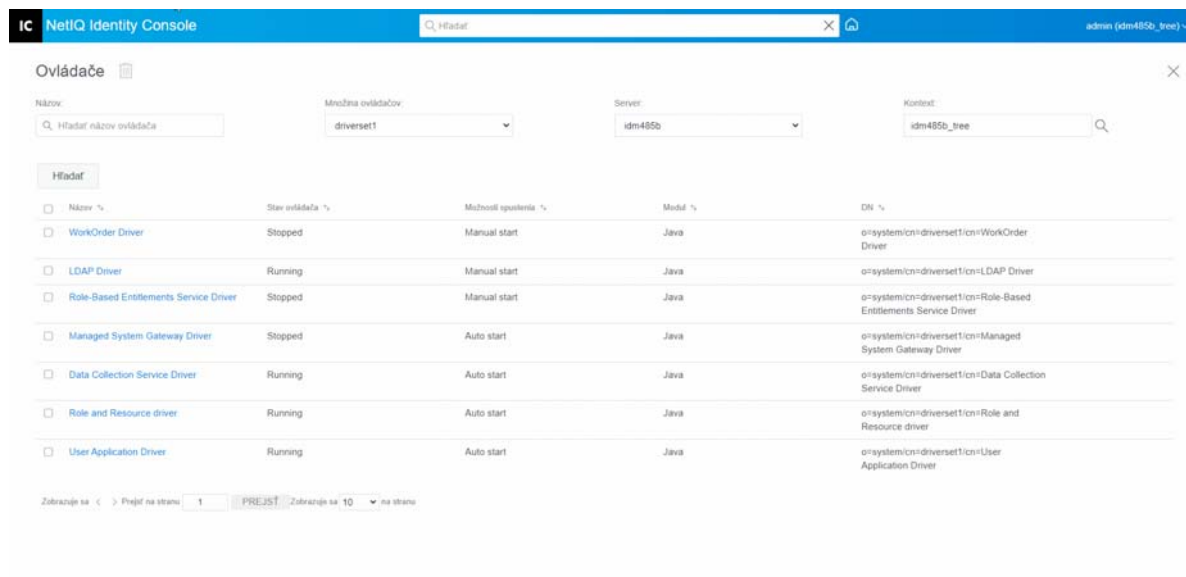 IC NetIQ Identity Console Hľadať admin (idm485b_tree)
Ovládače
Názov: Množina ovládačov: Server: Kontext:
Hľadať názov ovládača driverset1 idm485b idm485b_tree
Hľadať
Názov Stav ovládača Možnosti spustenia Modul DN
WorkOrder Driver Stopped Manual start Java o=system/cn=driverset1/cn=WorkOrder
Driver
LDAP Driver Running Manual start Java o=system/cn=driverset1/cn=LDAP Driver
Role-Based Entitlements Service Driver Stopped Manual start Java o=system/cn=driverset1/cn=Role-Based
Entitlements Service Driver
Managed System Gateway Driver Stopped Auto start Java o=system/cn=driverset1/cn=Managed
System Gateway Driver
Data Collection Service Driver Running Auto start Java o=system/cn=driverset1/cn=Data Collection
Service Driver
Role and Resource driver Running Auto start Java o=system/cn=driverset1/cn=Role and
Resource driver
User Application Driver Running Auto start Java o=system/cn=driverset1/cn=User
Application Driver
Zobrazuje sa < > Prejsť na stranu 1 PREJSŤ Zobrazuje sa 10 na stranu